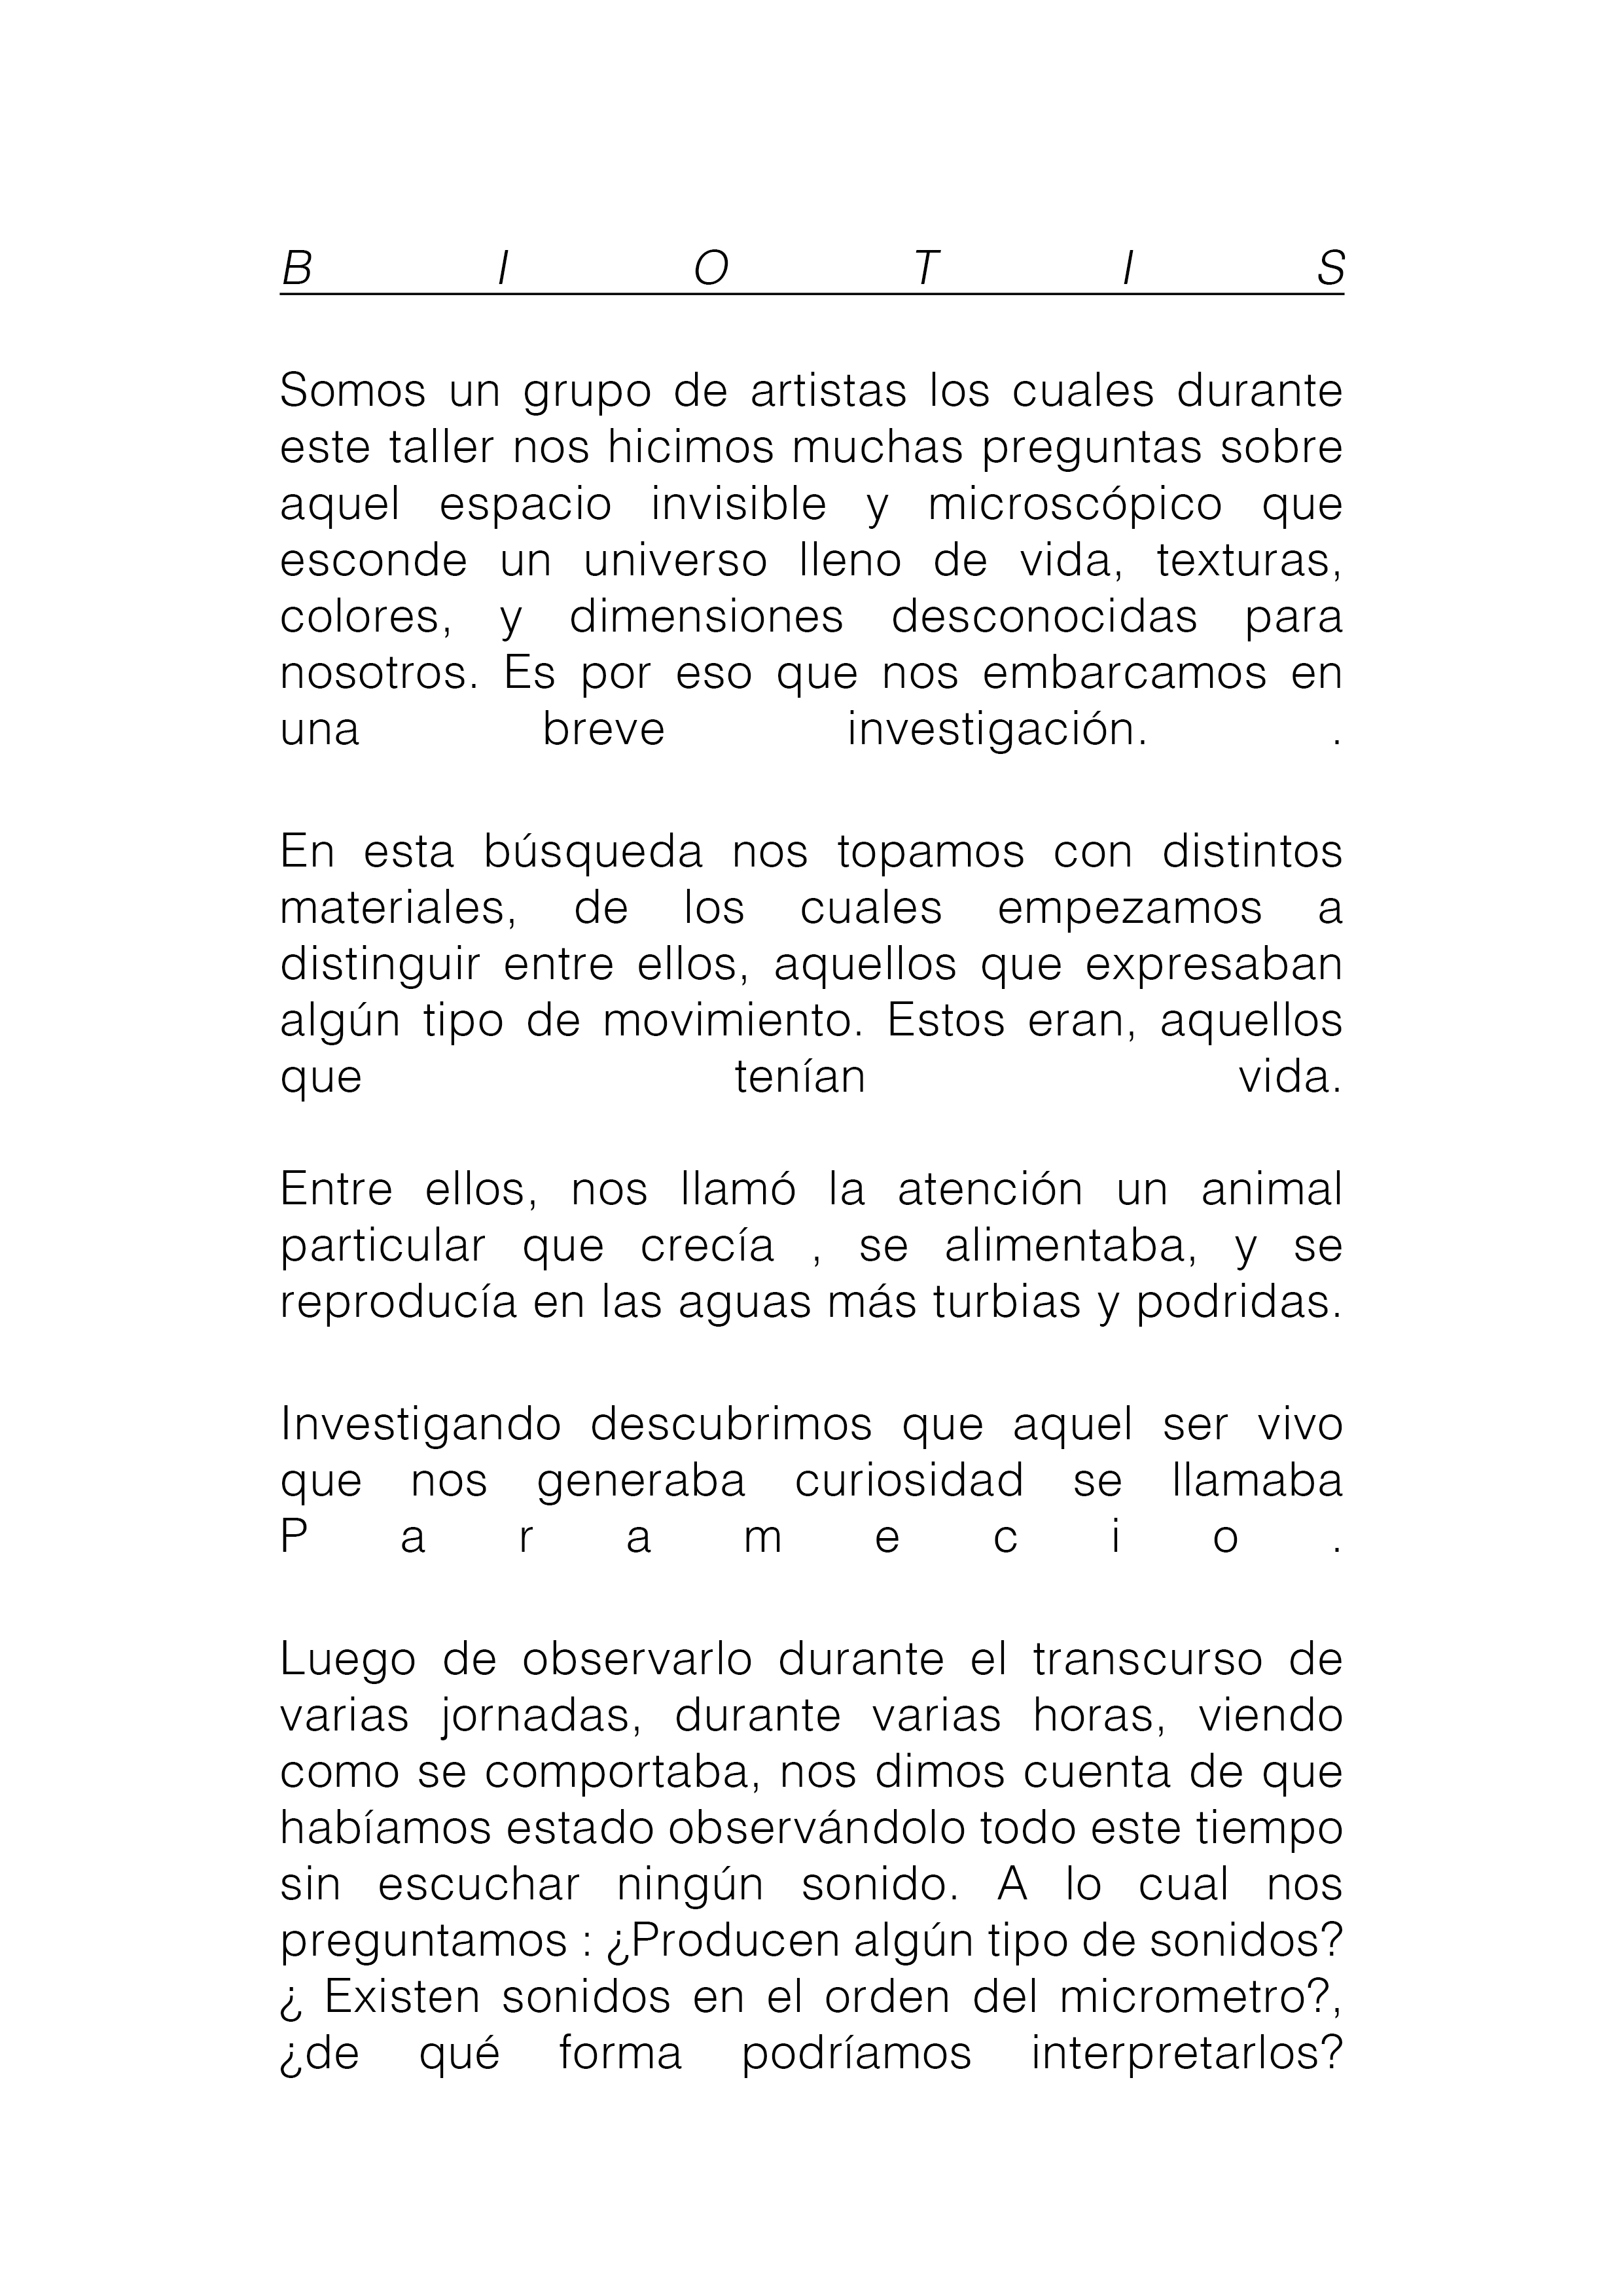 B I O T I S
Somos un grupo de artistas los cuales durante
este taller nos hicimos muchas preguntas sobre
aquel espacio invisible y microscópico que
esconde un universo lleno de vida, texturas,
colores, y dimensiones desconocidas para
nosotros. Es por eso que nos embarcamos en
una breve investigación. .
En esta búsqueda nos topamos con distintos
materiales, de los cuales empezamos a
distinguir entre ellos, aquellos que expresaban
algún tipo de movimiento. Estos eran, aquellos
que tenían vida.
Entre ellos, nos llamó la atención un animal
particular que crecía , se alimentaba, y se
reproducía en las aguas más turbias y podridas.
Investigando descubrimos que aquel ser vivo
que nos generaba curiosidad se llamaba
P a r a m e c i o .
Luego de observarlo durante el transcurso de
varias jornadas, durante varias horas, viendo
como se comportaba, nos dimos cuenta de que
habíamos estado observándolo todo este tiempo
sin escuchar ningún sonido. A lo cual nos
preguntamos : ¿Producen algún tipo de sonidos?
¿ Existen sonidos en el orden del micrometro?,
¿de qué forma podríamos interpretarlos?